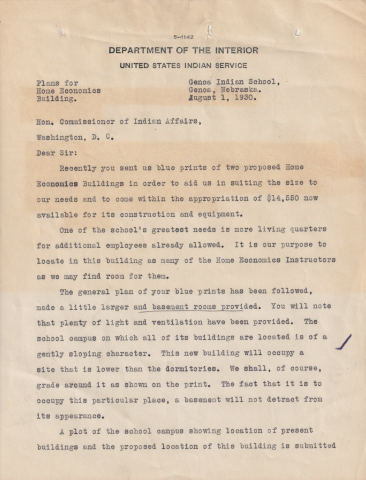 5-1142
DEPARTMENT OF THE INTERIOR
UNITED STATES INDIAN SERVICE
Plans for
Home Economics
Building.
Genoa Indian School,
Genoa, Nebraska.
August 1, 1930.
Hon. Commissioner of Indian Affairs,
Washington, D. C.
Dear Sir:
Recently you sent us blue prints of two proposed Home
Economics Buildings in order to aid us in suiting the size to
our needs and to come within the appropriation of $14,550 now
available for its construction and equipment.
One of the school's greatest needs is more living quarters
for additional employees already allowed. It is our purpose to
locate in this building as many of the Home Economics Instructors
as we may find room for them.
The general plan of your blue prints has been followed,
made a little larger and basement rooms provided. You will note
that plenty of light and ventilation have been provided. The
school campus on which all of its buildings are located is of a
gently sloping character. This new building will occupy a
site that is lower than the dormitories. We shall, of course,
grade around it as shown on the print. The fact that it is to
occupy this particular place, a basement will not detract from
its appearance.
A plot of the school campus showing location of present
buildings and the proposed location of this building is submitted